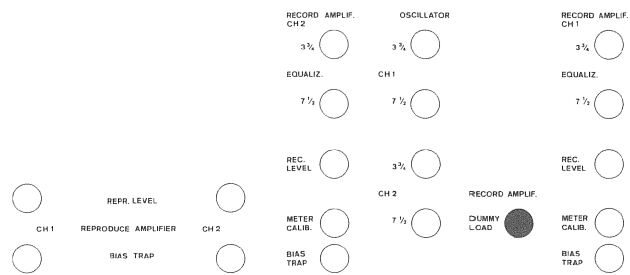 RECORD AMPLIF. OSCILLATOR RECORD AMPLIF.
CH 2 CH 1
3 ¾ 3 ¾ 3 ¾
EQUALIZ. CH 1 EQUALIZ.
7 ½ 7 ½ 7 ½
REC. LEVEL 3 ¾ REC. LEVEL
CH 2 RECORD AMPLIF.
REPR. LEVEL
METER CALIB. 7 ½ DUMMY LOAD METER CALIB.
CH 1 REPRODUCE AMPLIFIER CH 2
BIAS TRAP BIAS TRAP BIAS TRAP